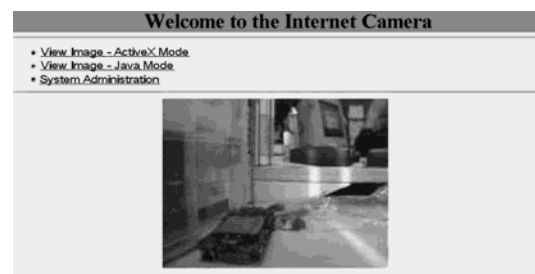 Welcome to the Internet Camera
View Image - ActiveX Mode
View Image - Java Mode
System Administration